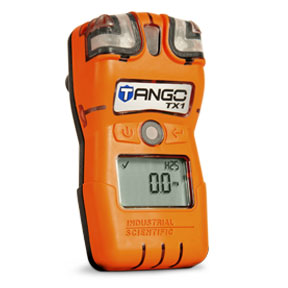 TANGO
TX1
H2S
0.0
INDUSTRIAL
SCIENTIFIC